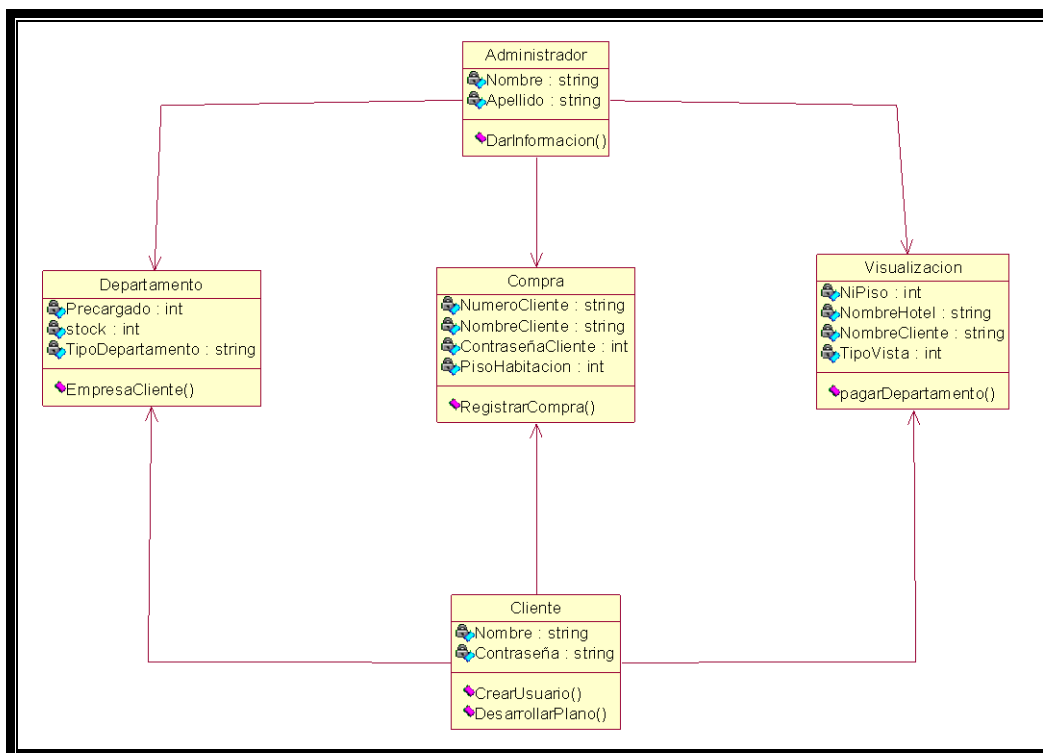 Administrador
Nombre : string
Apellido : string
DarInformacion()
Departamento
Precargado : int
stock : int
TipoDepartamento : string
EmpresaCliente()
Compra
NumeroCliente : string
NombreCliente : string
ContraseñaCliente : int
PisoHabitacion : int
RegistrarCompra()
Visualizacion
NiPiso : int
NombreHotel : string
NombreCliente : string
TipoVista : int
pagarDepartamento()
Cliente
Nombre : string
Contraseña : string
CrearUsuario()
DesarrollarPlano()